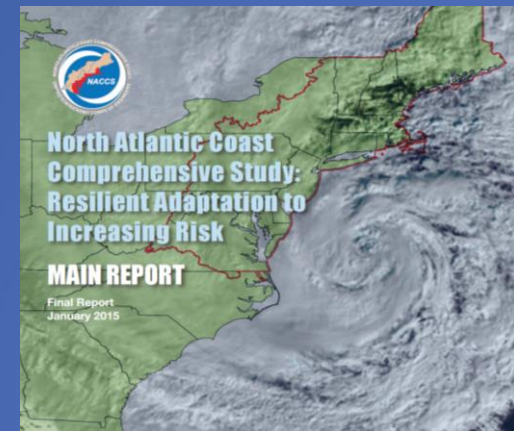 NACCS
North Atlantic Coast
Comprehensive Study:
Resilient Adaptation to
Increasing Risk
MAIN REPORT
Final Report
January 2015